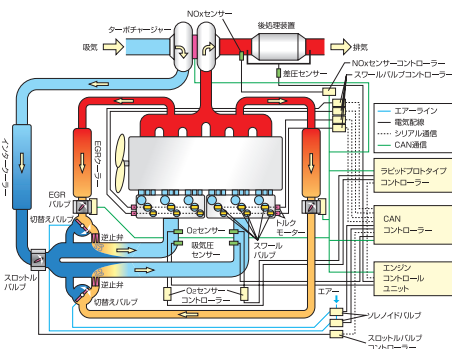 NOxセンサー
ターボチャージャー
後処理装置
吸気
排気
差圧センサー
NOxセンサコントローラー
スワールバルブコントローラー
エアーライン
電気配線
シリアル通信
CAN通信
インタークーラー
EGRクーラー
ラピッドプロトタイプ
コントローラー
EGR
バルブ
切替えバルブ
逆止弁
O2センサー
吸気圧
センサー
スワール
バルブ
トルク
モーター
CAN
コントローラー
スロットル
バルブ
逆止弁
切替えバルブ
O2センサー
コントローラー
エアー
エンジン
コントロール
ユニット
ソレノイドバルブ
スロットルバルブ
コントローラー